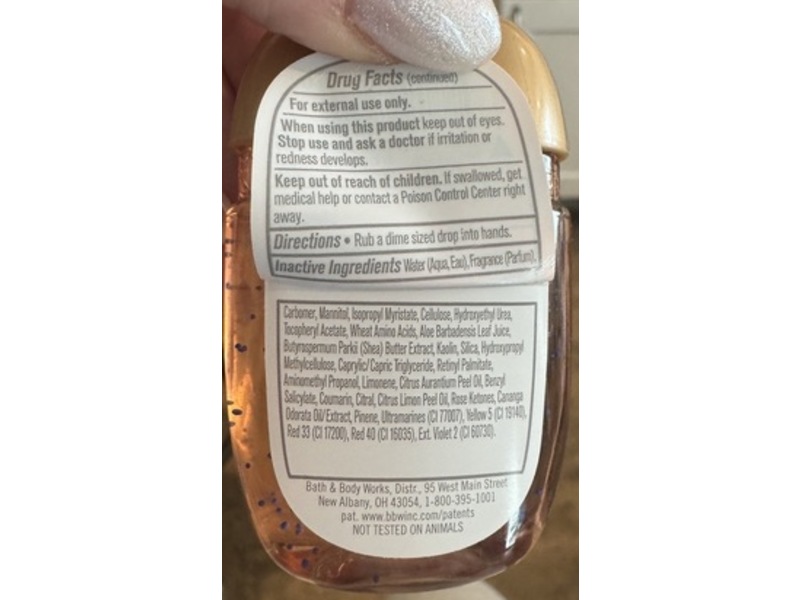 Drug Facts (continued)
For external use only.
When using this product keep out of eyes.
Stop use and ask a doctor if irritation or
redness develops.
Keep out of reach of children. If swallowed, get
medical help or contact a Poison Control Center right
away.
Directions • Rub a dime sized drop into hands.
Inactive Ingredients Water (Aqua, Eau), Fragrance (Parfum),
Carbomer, Mannitol, Isopropyl Myristate, Cellulose, Hydroxyethyl Urea,
Tocopheryl Acetate, Wheat Amino Acids, Aloe Barbadensis Leaf Juice,
Butyrospermum Parkii (Shea) Butter Extract, Kaolin, Silica, Hydroxypropyl
Methylcellulose, Caprylic/Capric Triglyceride, Retinyl Palmitate,
Aminomethyl Propanol, Limonene, Citrus Aurantium Peel Oil, Benzyl
Salicylate, Coumarin, Citral, Citrus Limon Peel Oil, Rose Ketones, Cananga
Odorata Oil/Extract, Pinene, Ultramarines (CI 77007), Yellow 5 (CI 19140),
Red 33 (CI 17200), Red 40 (CI 16035), Ext. Violet 2 (CI 60730).
Bath & Body Works, Distr., 95 West Main Street
New Albany, OH 43054, 1-800-395-1001
pat. www.bbwinc.com/patents
NOT TESTED ON ANIMALS